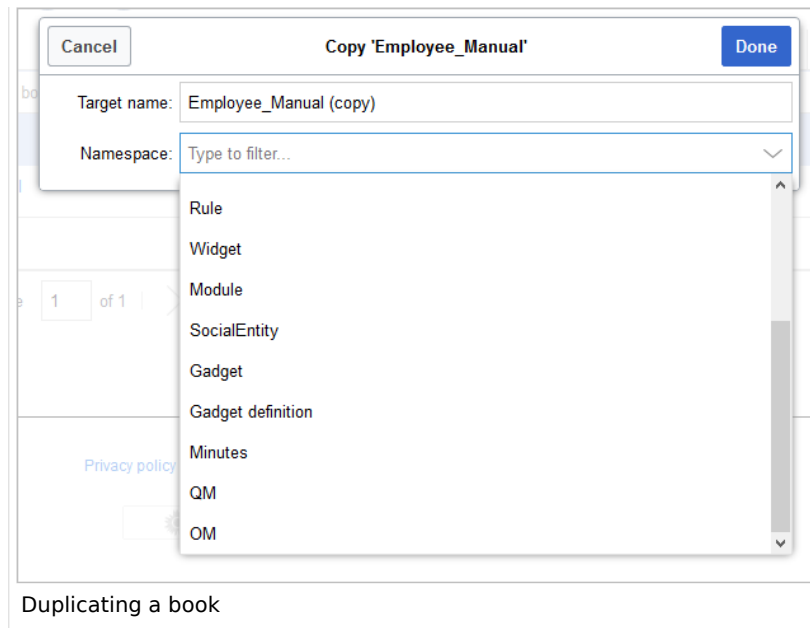 Cancel Copy 'Employee_Manual' Done
bo
Target name: Employee_Manual (copy)
Namespace: Type to filter...
Rule
Widget
1 of 1
Module
SocialEntity
Gadget
Gadget definition
Minutes
Privacy policy
QM
OM
Duplicating a book